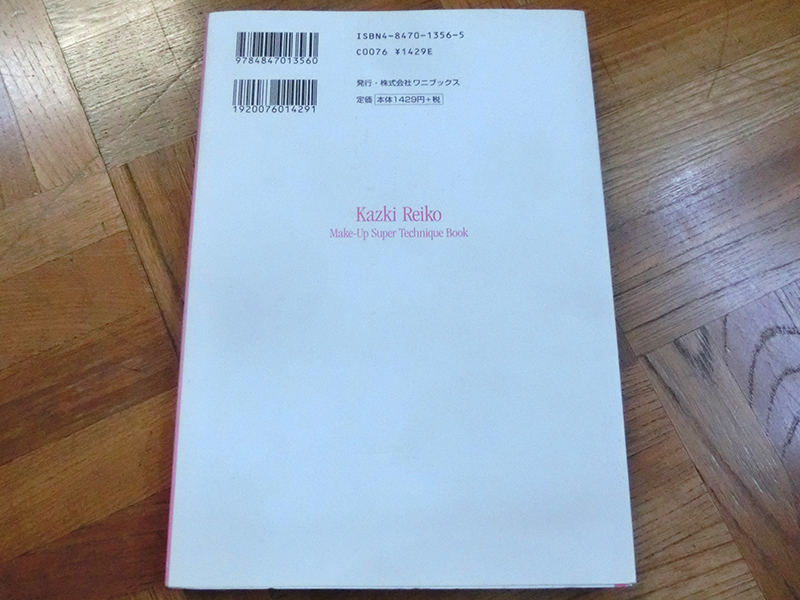 9784847013560
1920076014291
ISBN4-8470-1356-5
C0076 ¥1429E
発行・株式会社ワニブックス
定価 本体1429円+税
Kazki Reiko
Make-Up Super Technique Book